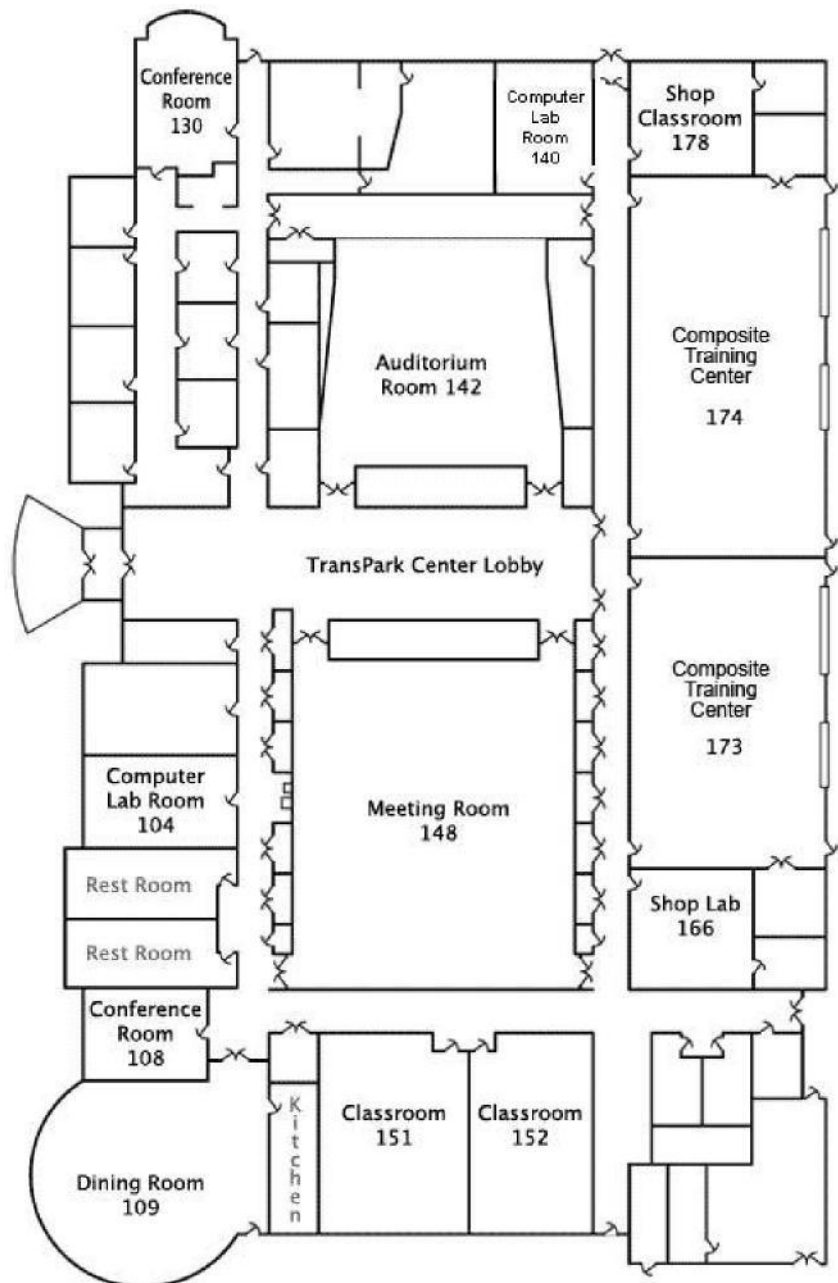 Conference
Room
130
Computer
Lab
Room
140
Shop
Classroom
178
Auditorium
Room 142
Composite
Training
Center
174
TransPark Center Lobby
Composite
Training
Center
173
Computer
Lab Room
104
Meeting Room
148
Rest Room
Rest Room
Shop Lab
166
Conference
Room
108
Kitchen
Classroom
151
Classroom
152
Dining Room
109